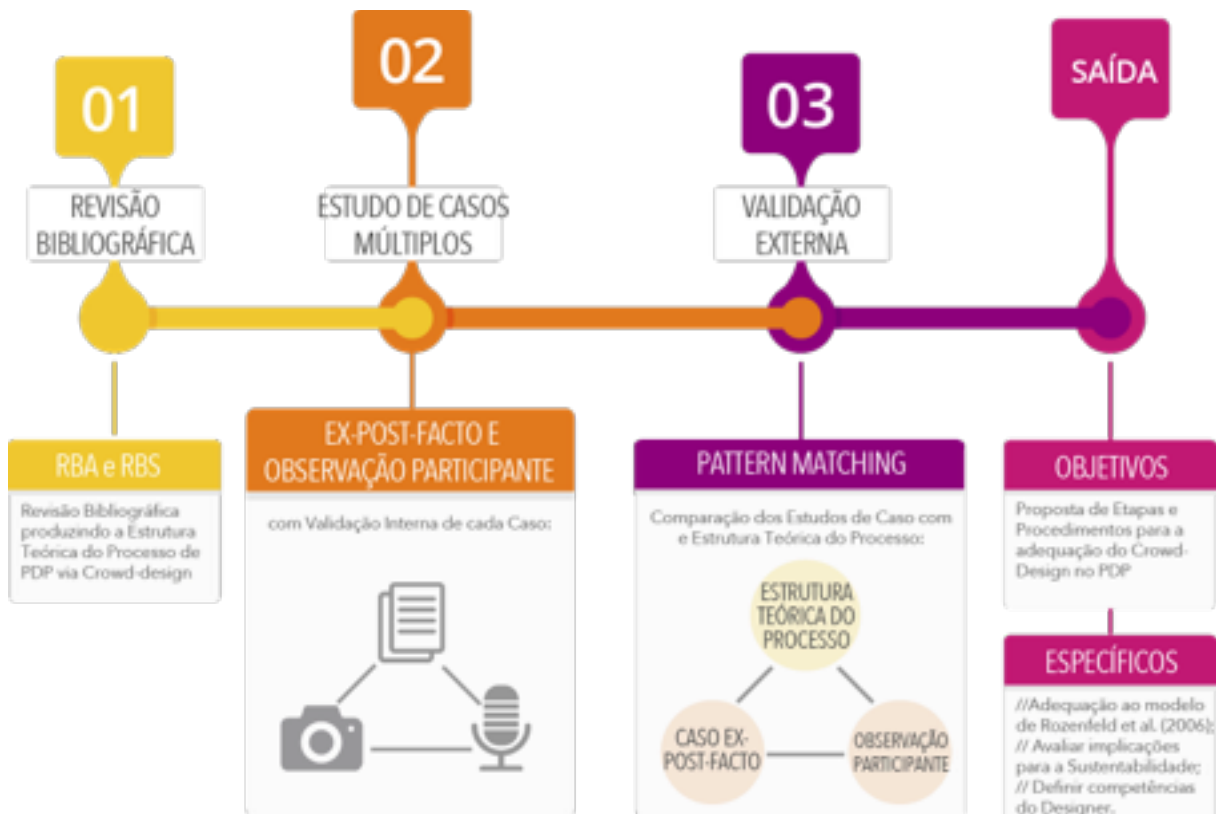 01
REVISÃO
BIBLIOGRÁFICA
RBA e RBS
Revisão Bibliográfica
produzindo a Estrutura
Teórica do Processo de
PDP via Crowd-design
02
ESTUDO DE CASOS
MÚLTIPLOS
EX-POST-FACTO E
OBSERVAÇÃO PARTICIPANTE
com Validação Interna de cada Caso:
03
VALIDAÇÃO
EXTERNA
PATTERN MATCHING
Comparação dos Estudos de Caso com
e Estrutura Teórica do Processo:
ESTRUTURA
TEÓRICA DO
PROCESSO
CASO EX-
POST-FACTO
OBSERVAÇÃO
PARTICIPANTE
SAÍDA
OBJETIVOS
Proposta de Etapas e
Procedimentos para a
adequação do Crowd-
Design no PDP
ESPECÍFICOS
//Adequação ao modelo
de Rozenfeld et al. (2006);
// Avaliar implicações
para a Sustentabilidade;
// Definir competências
do Designer.